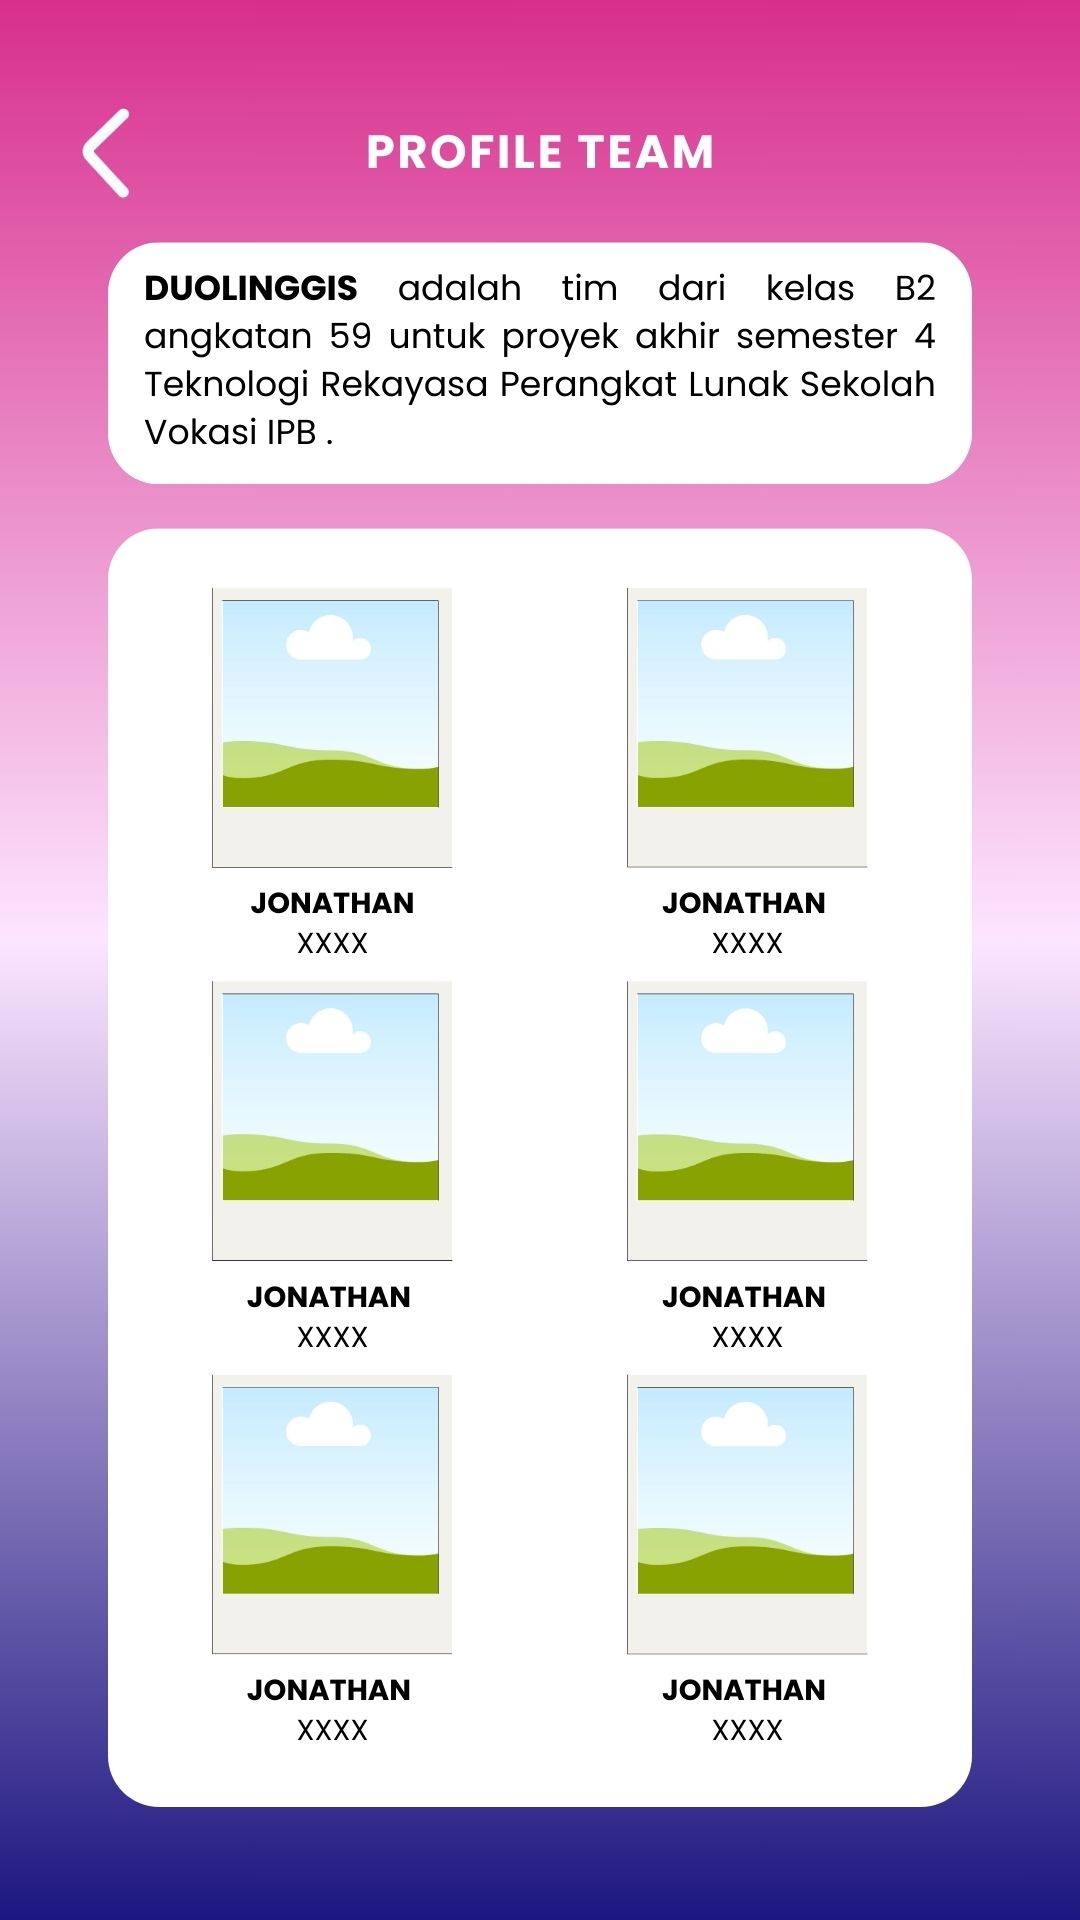 PROFILE TEAM
DUOLINGGIS adalah tim dari kelas B2
angkatan 59 untuk proyek akhir semester 4
Teknologi Rekayasa Perangkat Lunak Sekolah
Vokasi IPB .
JONATHAN JONATHAN
XXXX XXXX
JONATHAN JONATHAN
XXXX XXXX
JONATHAN JONATHAN
XXXX XXXX